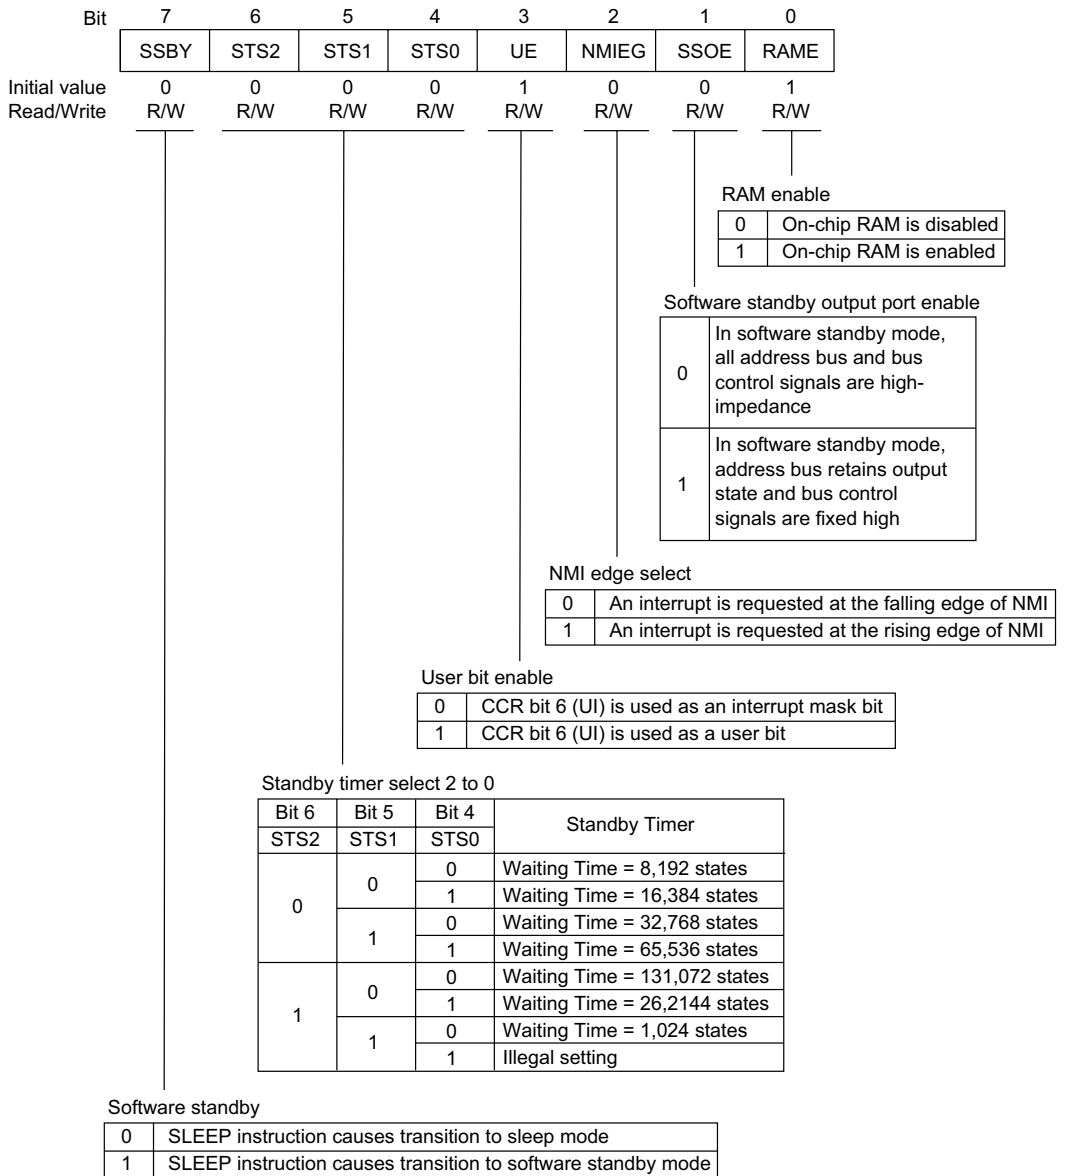 Bit 7 6 5 4 3 2 1 0
SSBY STS2 STS1 STS0 UE NMIEG SSOE RAME
Initial value 0 0 0 0 1 0 0 1
Read/Write R/W R/W R/W R/W R/W R/W R/W R/W
RAM enable
0 On-chip RAM is disabled
1 On-chip RAM is enabled
Software standby output port enable
In software standby mode,
all address bus and bus
0 control signals are high-
impedance
In software standby mode,
address bus retains output
1 state and bus control
signals are fixed high
NMI edge select
0 An interrupt is requested at the falling edge of NMI
1 An interrupt is requested at the rising edge of NMI
User bit enable
0 CCR bit 6 (UI) is used as an interrupt mask bit
1 CCR bit 6 (UI) is used as a user bit
Standby timer select 2 to 0
Bit 6 Bit 5 Bit 4 Standby Timer
STS2 STS1 STS0
0 0 0 Waiting Time = 8,192 states
1 Waiting Time = 16,384 states
1 0 Waiting Time = 32,768 states
1 Waiting Time = 65,536 states
1 0 0 Waiting Time = 131,072 states
1 Waiting Time = 26,2144 states
1 0 Waiting Time = 1,024 states
1 Illegal setting
Software standby
0 SLEEP instruction causes transition to sleep mode
1 SLEEP instruction causes transition to software standby mode